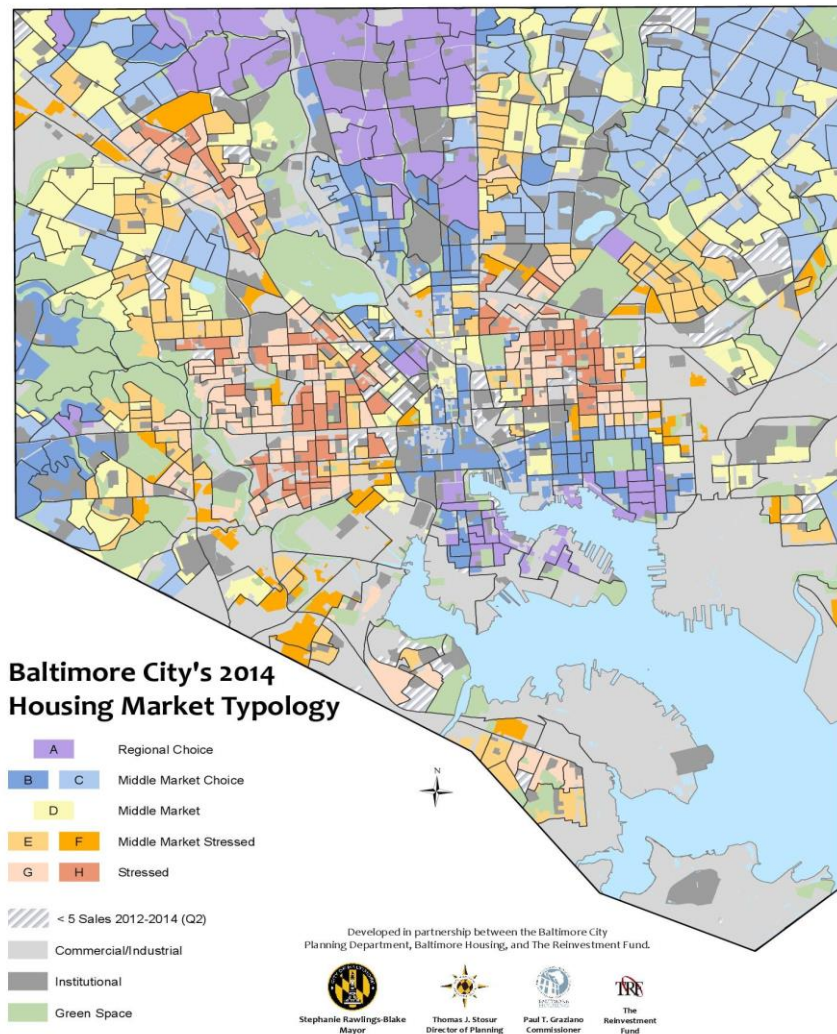 Baltimore City's 2014
Housing Market Typology
A Regional Choice
B C Middle Market Choice
D Middle Market
E F Middle Market Stressed
G H Stressed
< 5 Sales 2012-2014 (Q2)
Commercial/Industrial
Institutional
Green Space
N
Developed in partnership between the Baltimore City
Planning Department, Baltimore Housing, and The Reinvestment Fund.
Stephanie Rawlings-Blake
Mayor
Thomas J. Stosur
Director of Planning
Paul T. Graziano
Commissioner
TRF
The
Reinvestment
Fund